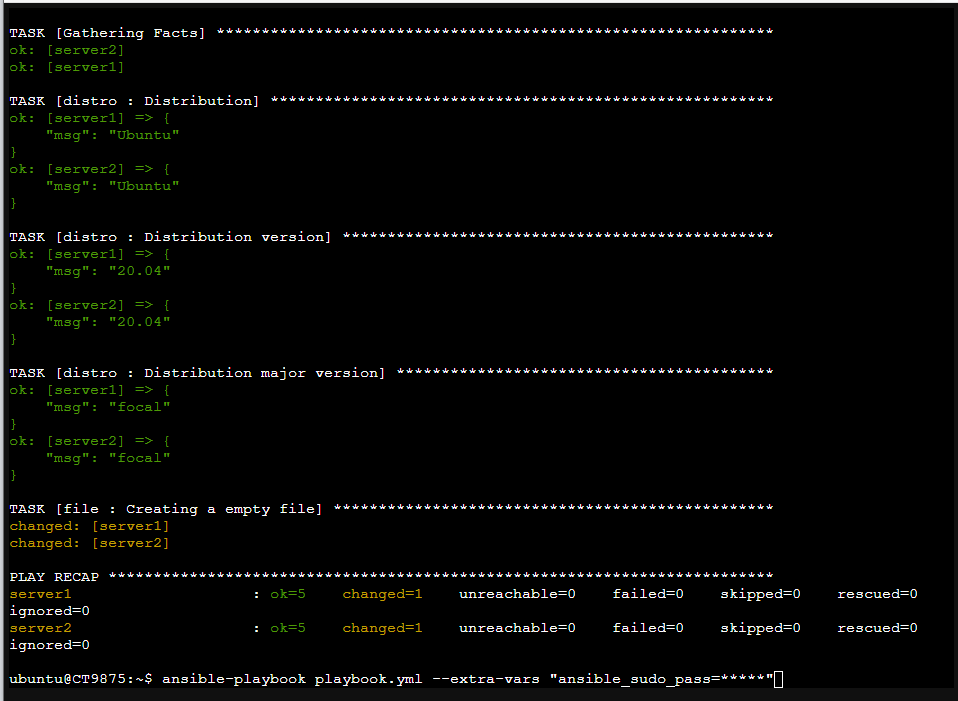 TASK [Gathering Facts] **************************************************************
ok: [server2]
ok: [server1]
TASK [distro : Distribution] ********************************************************
ok: [server1] => {
    "msg": "Ubuntu"
}
ok: [server2] => {
    "msg": "Ubuntu"
}
TASK [distro : Distribution version] ************************************************
ok: [server1] => {
    "msg": "20.04"
}
ok: [server2] => {
    "msg": "20.04"
}
TASK [distro : Distribution major version] ******************************************
ok: [server1] => {
    "msg": "focal"
}
ok: [server2] => {
    "msg": "focal"
}
TASK [file : Creating a empty file] *************************************************
changed: [server1]
changed: [server2]
PLAY RECAP **************************************************************************
server1                    : ok=5    changed=1    unreachable=0    failed=0    skipped=0    rescued=0
ignored=0
server2                    : ok=5    changed=1    unreachable=0    failed=0    skipped=0    rescued=0
ignored=0
ubuntu@CT9875:~$ ansible-playbook playbook.yml --extra-vars "ansible_sudo_pass=*****"